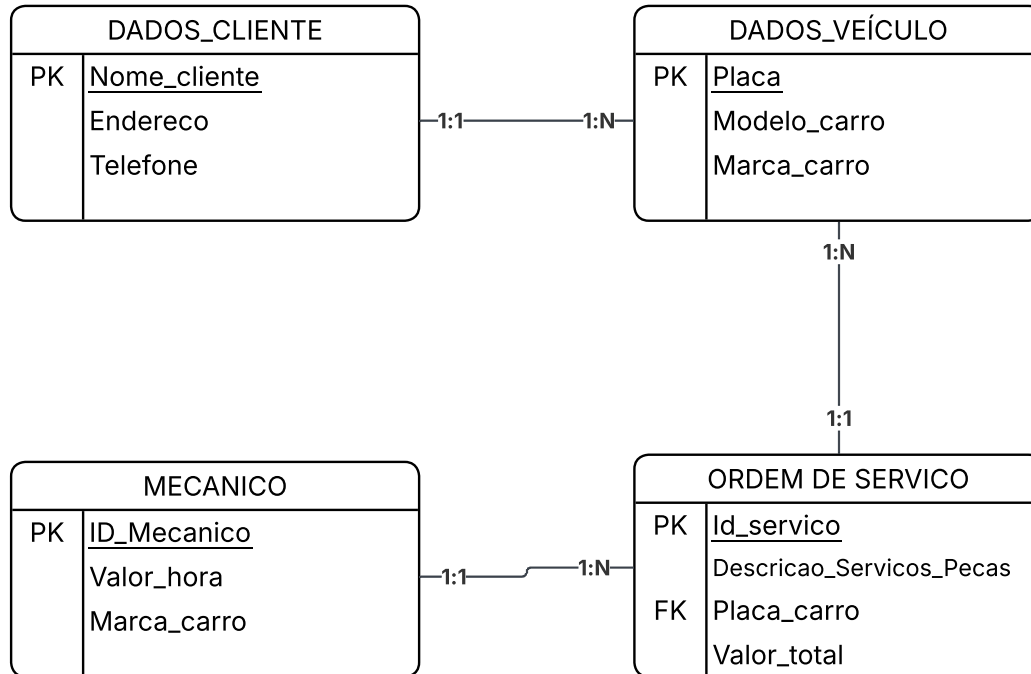 DADOS_CLIENTE
PK Nome_cliente
Endereco
Telefone
1:1
1:N
DADOS_VEÍCULO
PK Placa
Modelo_carro
Marca_carro
1:N
1:1
MECANICO
PK ID_Mecanico
Valor_hora
Marca_carro
1:1
1:N
ORDEM DE SERVICO
PK Id_servico
Descricao_Servicos_Pecas
FK Placa_carro
Valor_total